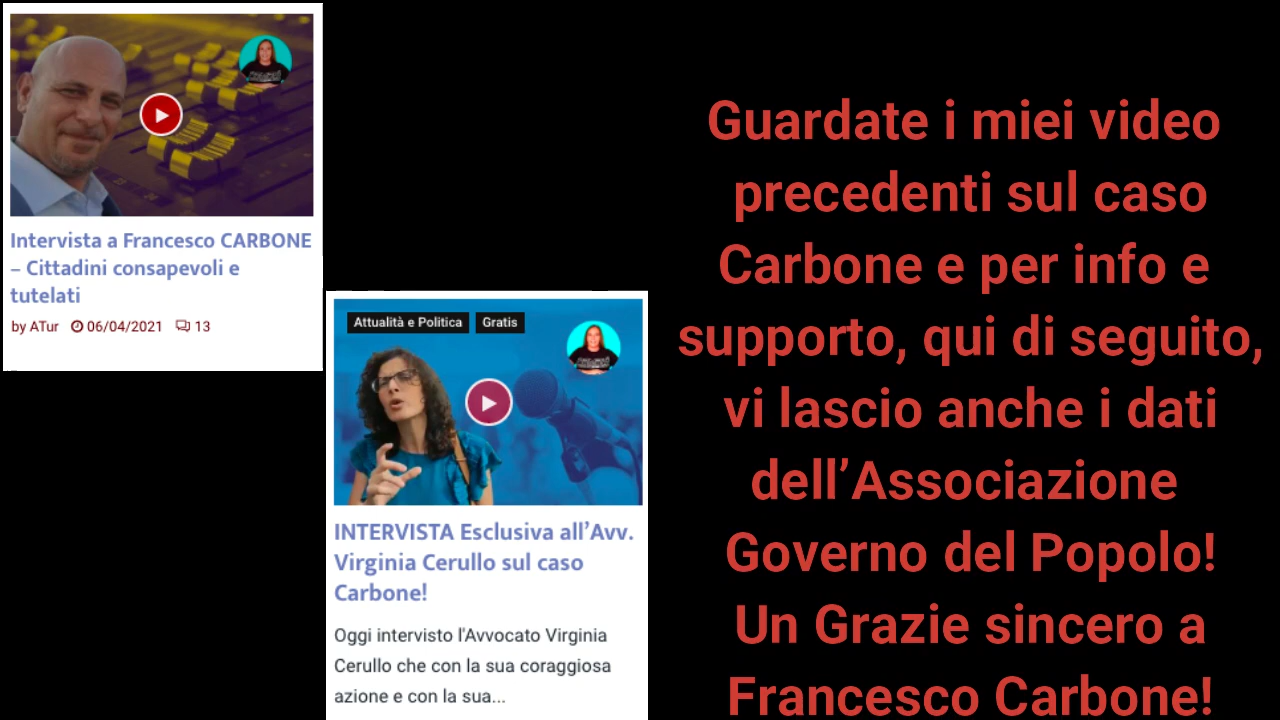 Intervista a Francesco CARBONE
– Cittadini consapevoli e
tutelati
by ATur 06/04/2021 13
Attualità e Politica Gratis
INTERVISTA Esclusiva all’Avv.
Virginia Cerullo sul caso
Carbone!
Oggi intervisto l'Avvocato Virginia
Cerullo che con la sua coraggiosa
azione e con la sua...
Guardate i miei video
precedenti sul caso
Carbone e per info e
supporto, qui di seguito,
vi lascio anche i dati
dell’Associazione
Governo del Popolo!
Un Grazie sincero a
Francesco Carbone!